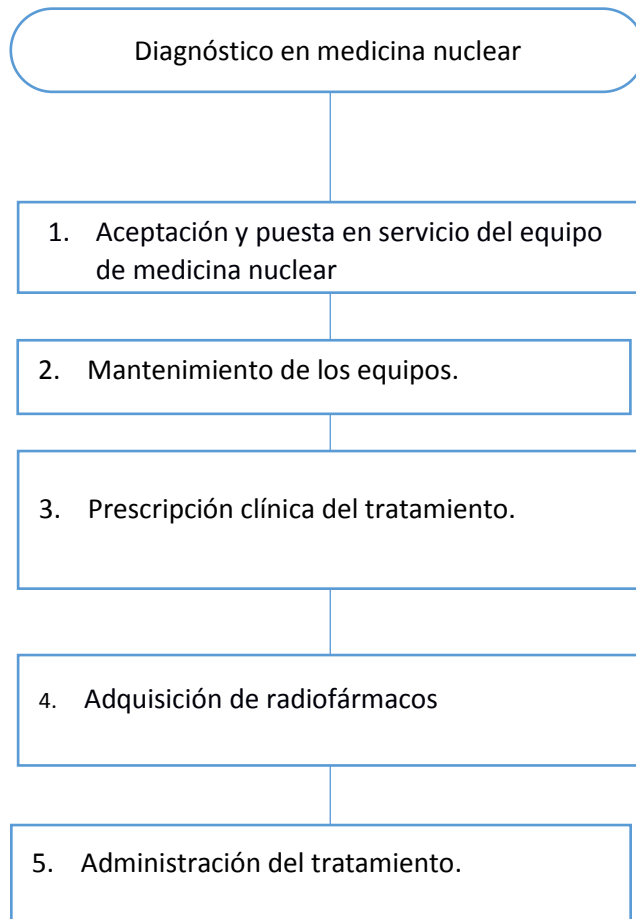 Diagnóstico en medicina nuclear
1. Aceptación y puesta en servicio del equipo
de medicina nuclear
2. Mantenimiento de los equipos.
3. Prescripción clínica del tratamiento.
4. Adquisición de radiofármacos
5. Administración del tratamiento.